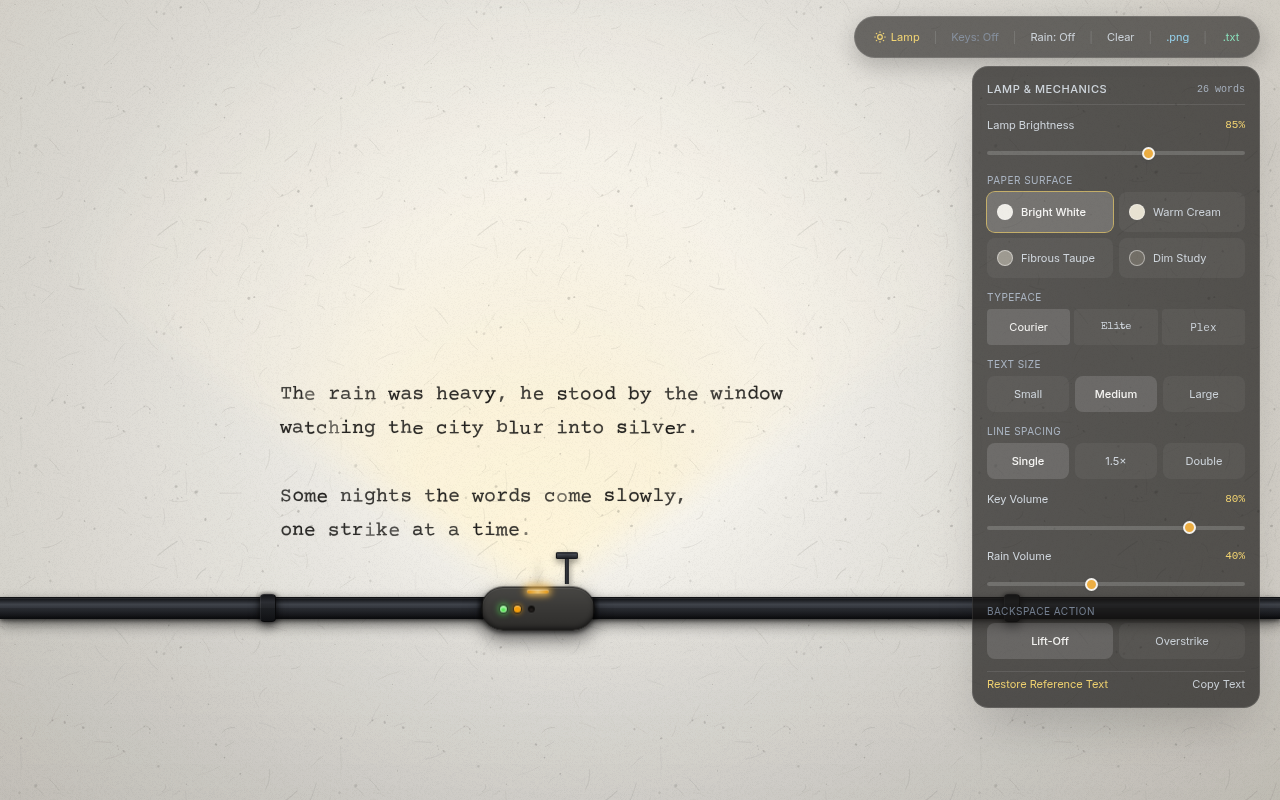 Lamp
Keys: Off
Rain: Off
Clear
.png
.txt
LAMP & MECHANICS
26 words
Lamp Brightness
85%
PAPER SURFACE
Bright White
Warm Cream
Fibrous Taupe
Dim Study
TYPEFACE
Courier
Elite
Plex
TEXT SIZE
Small
Medium
Large
LINE SPACING
Single
1.5×
Double
Key Volume
80%
Rain Volume
40%
BACKSPACE ACTION
Lift-Off
Overstrike
Restore Reference Text
Copy Text
The rain was heavy, he stood by the window
watching the city blur into silver.
Some nights the words come slowly,
one strike at a time.